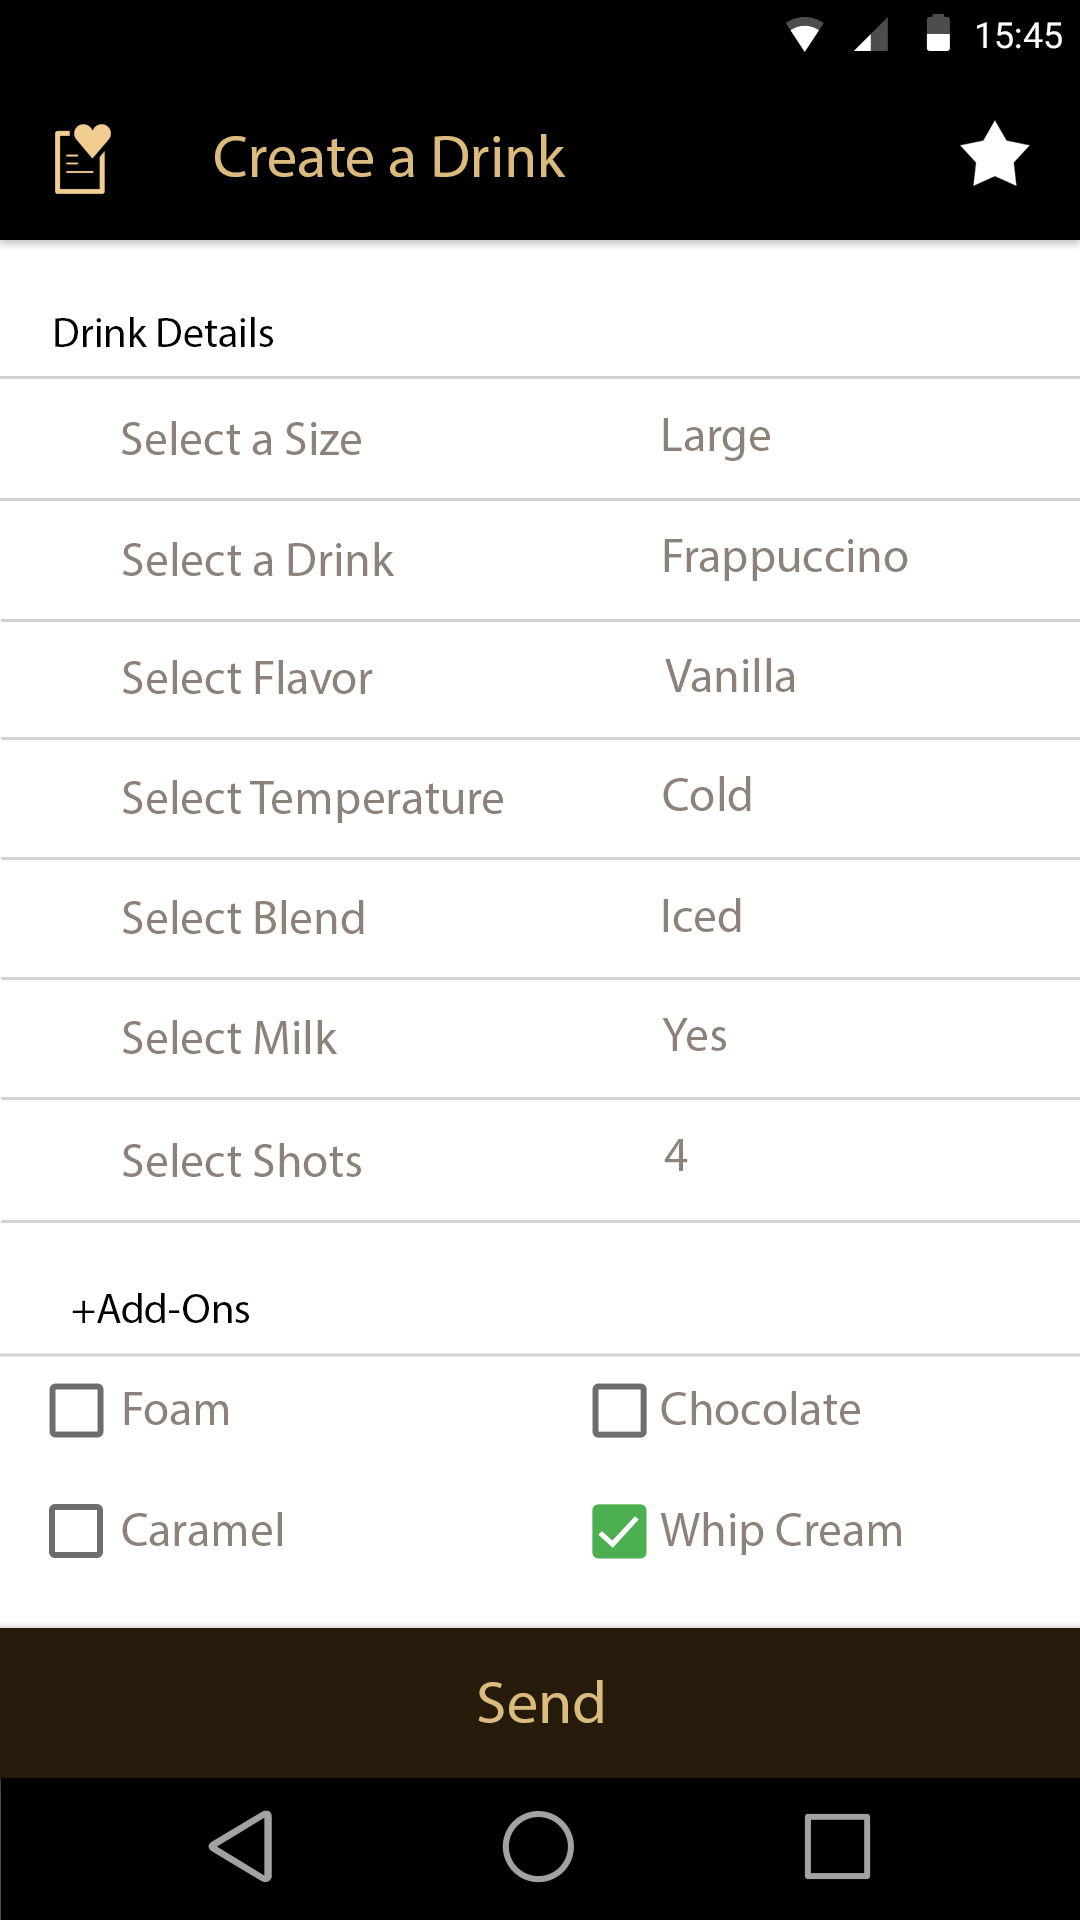 15:45
Create a Drink
Drink Details
Select a Size Large
Select a Drink Frappuccino
Select Flavor Vanilla
Select Temperature Cold
Select Blend Iced
Select Milk Yes
Select Shots 4
+Add-Ons
Foam Chocolate
Caramel Whip Cream
Send